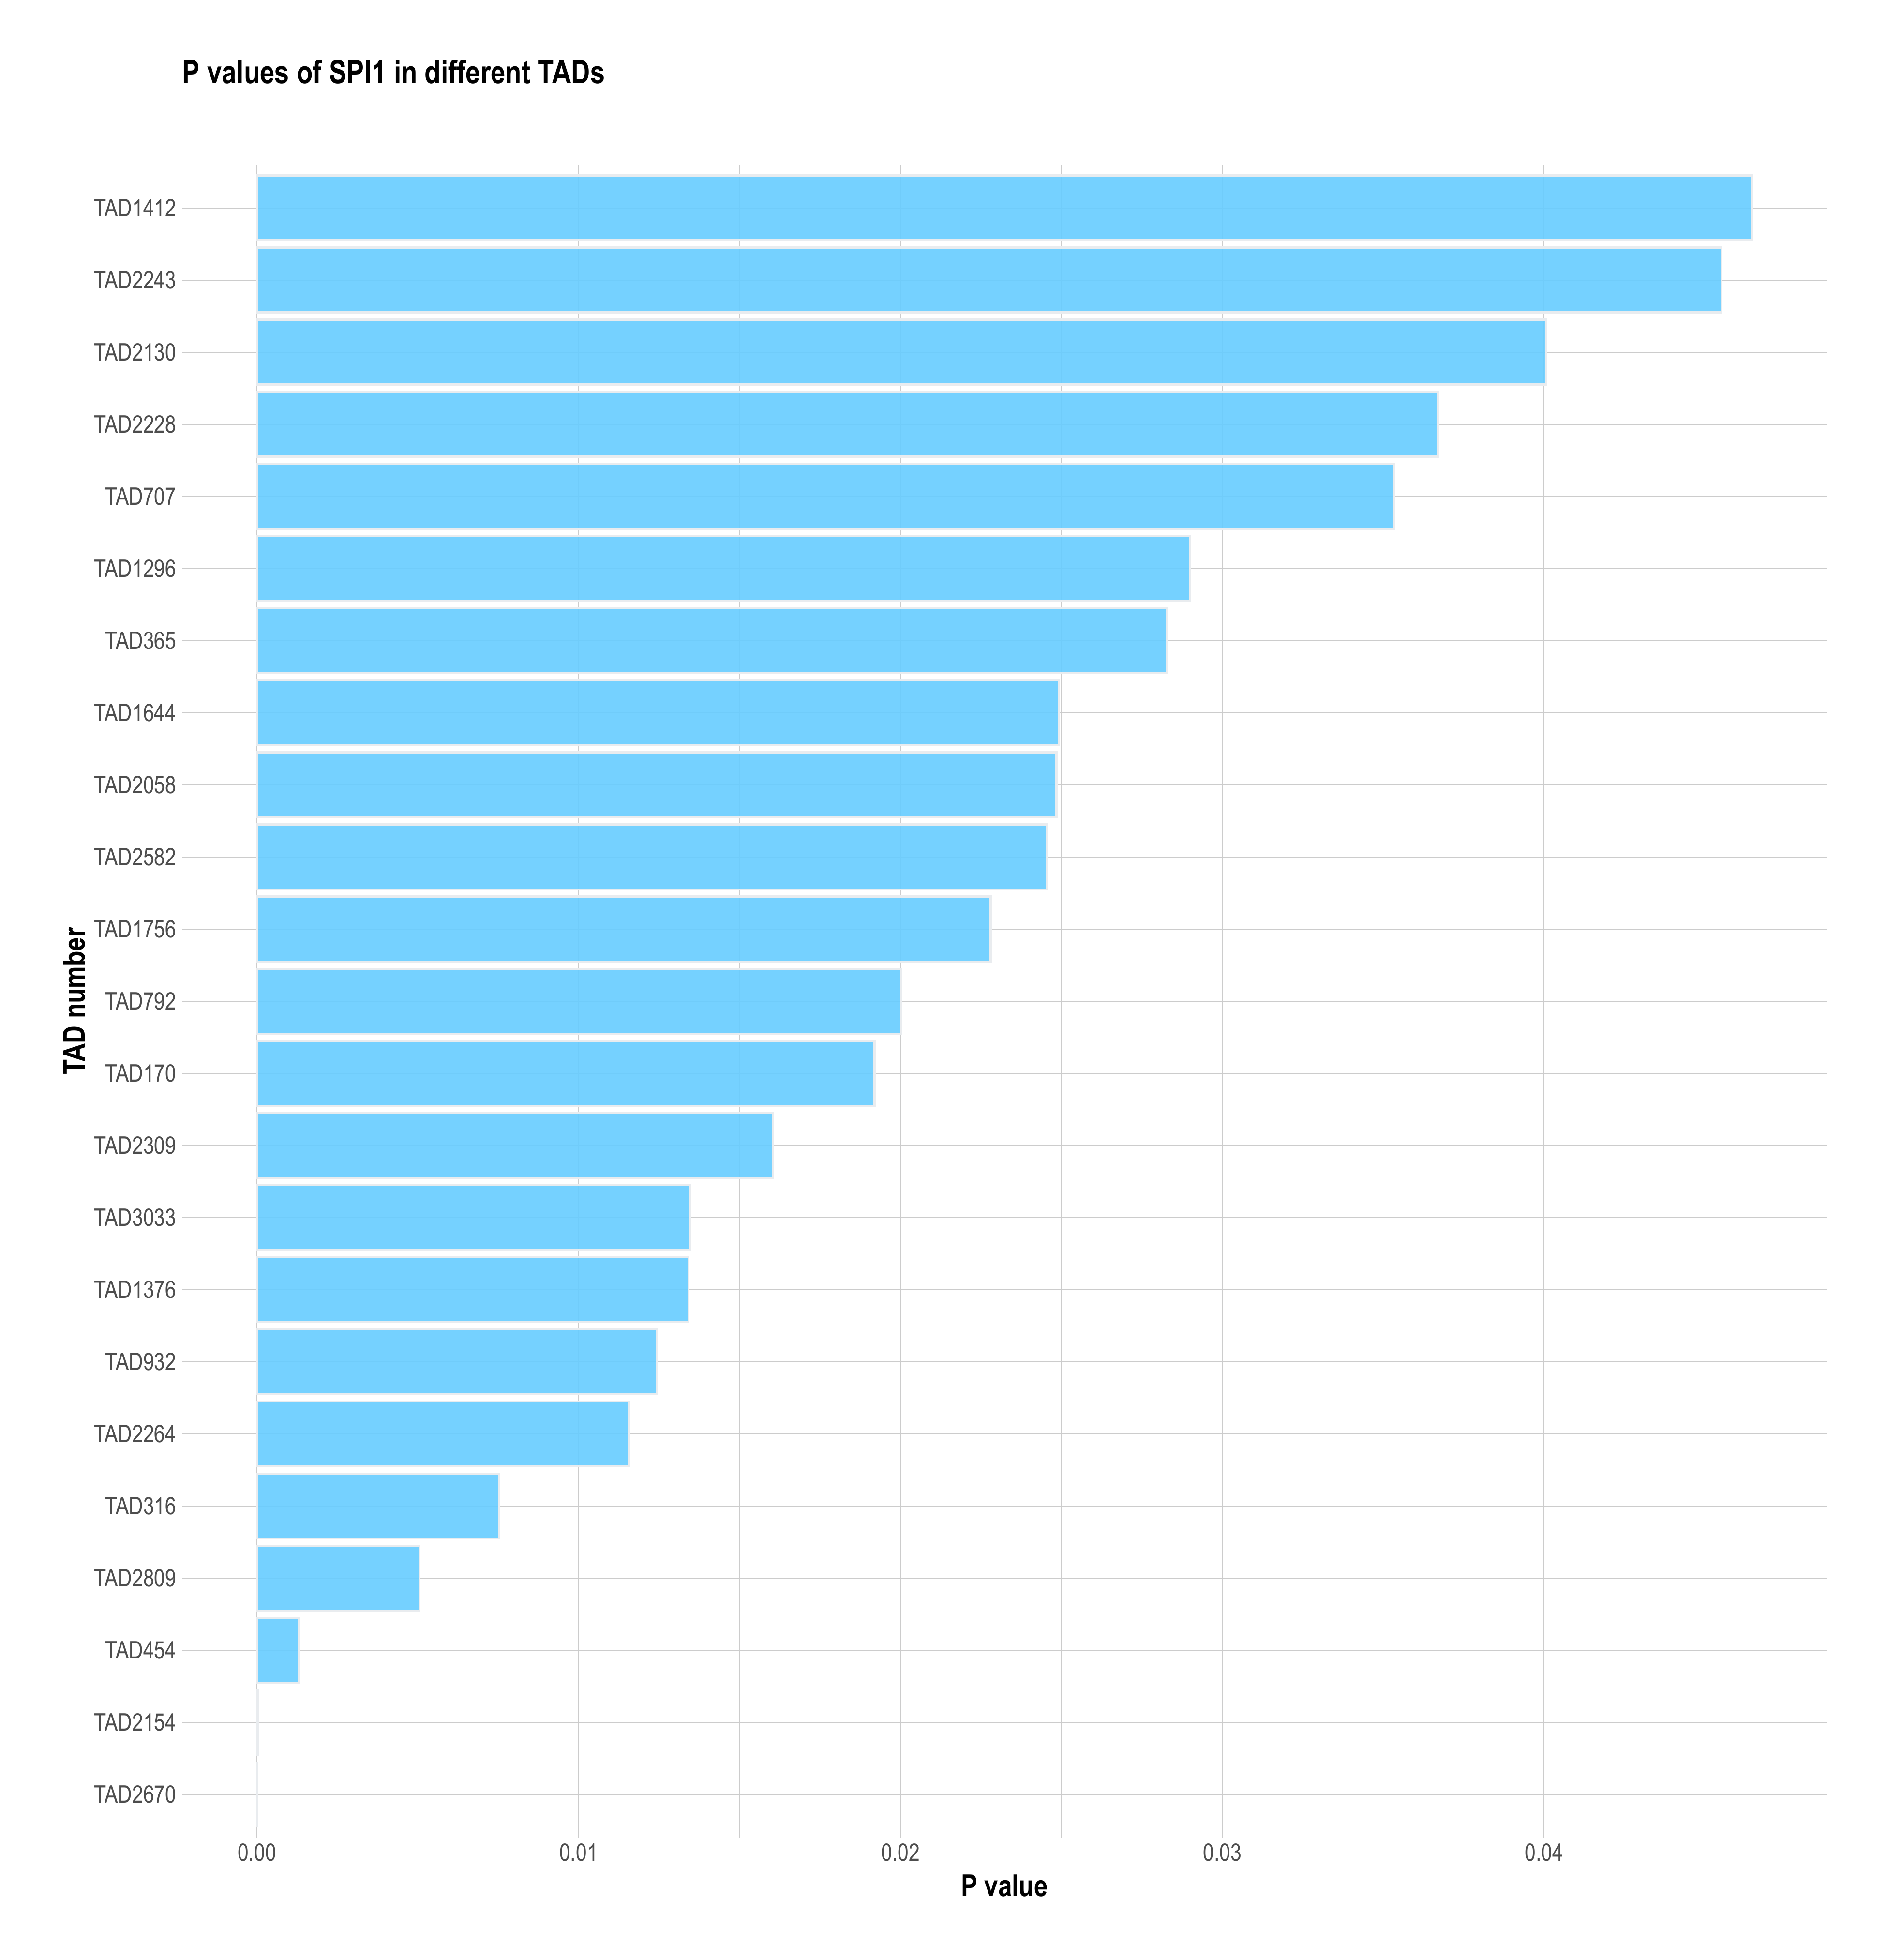 P values of SPI1 in different TADs
TAD1412
TAD2243
TAD2130
TAD2228
TAD707
TAD1296
TAD365
TAD1644
TAD2058
TAD2582
TAD1756
TAD792
TAD170
TAD2309
TAD3033
TAD1376
TAD932
TAD2264
TAD316
TAD2809
TAD454
TAD2154
TAD2670
TAD number
0.00 0.01 0.02 0.03 0.04
P value